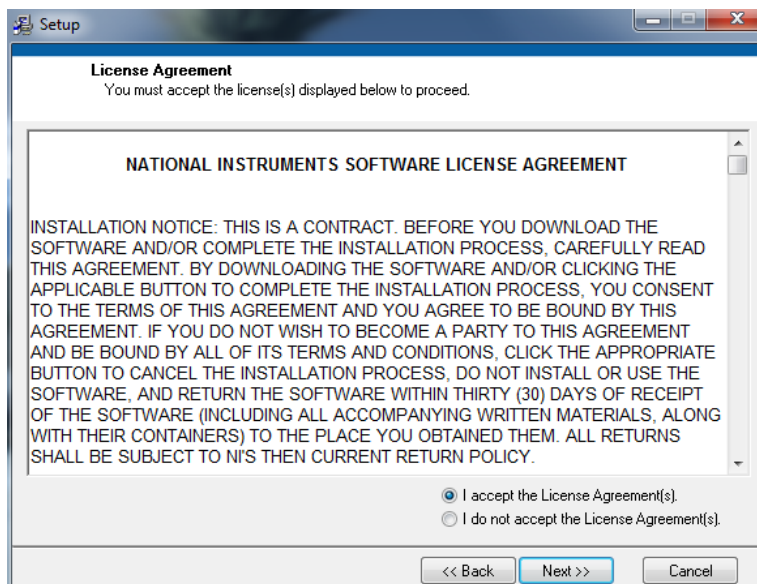 Setup
License Agreement
You must accept the license(s) displayed below to proceed.
NATIONAL INSTRUMENTS SOFTWARE LICENSE AGREEMENT
INSTALLATION NOTICE: THIS IS A CONTRACT. BEFORE YOU DOWNLOAD THE
SOFTWARE AND/OR COMPLETE THE INSTALLATION PROCESS, CAREFULLY READ
THIS AGREEMENT. BY DOWNLOADING THE SOFTWARE AND/OR CLICKING THE
APPLICABLE BUTTON TO COMPLETE THE INSTALLATION PROCESS, YOU CONSENT
TO THE TERMS OF THIS AGREEMENT AND YOU AGREE TO BE BOUND BY THIS
AGREEMENT. IF YOU DO NOT WISH TO BECOME A PARTY TO THIS AGREEMENT
AND BE BOUND BY ALL OF ITS TERMS AND CONDITIONS, CLICK THE APPROPRIATE
BUTTON TO CANCEL THE INSTALLATION PROCESS, DO NOT INSTALL OR USE THE
SOFTWARE, AND RETURN THE SOFTWARE WITHIN THIRTY (30) DAYS OF RECEIPT
OF THE SOFTWARE (INCLUDING ALL ACCOMPANYING WRITTEN MATERIALS, ALONG
WITH THEIR CONTAINERS) TO THE PLACE YOU OBTAINED THEM. ALL RETURNS
SHALL BE SUBJECT TO NI'S THEN CURRENT RETURN POLICY.
I accept the License Agreement(s).
I do not accept the License Agreement(s).
<< Back Next >> Cancel